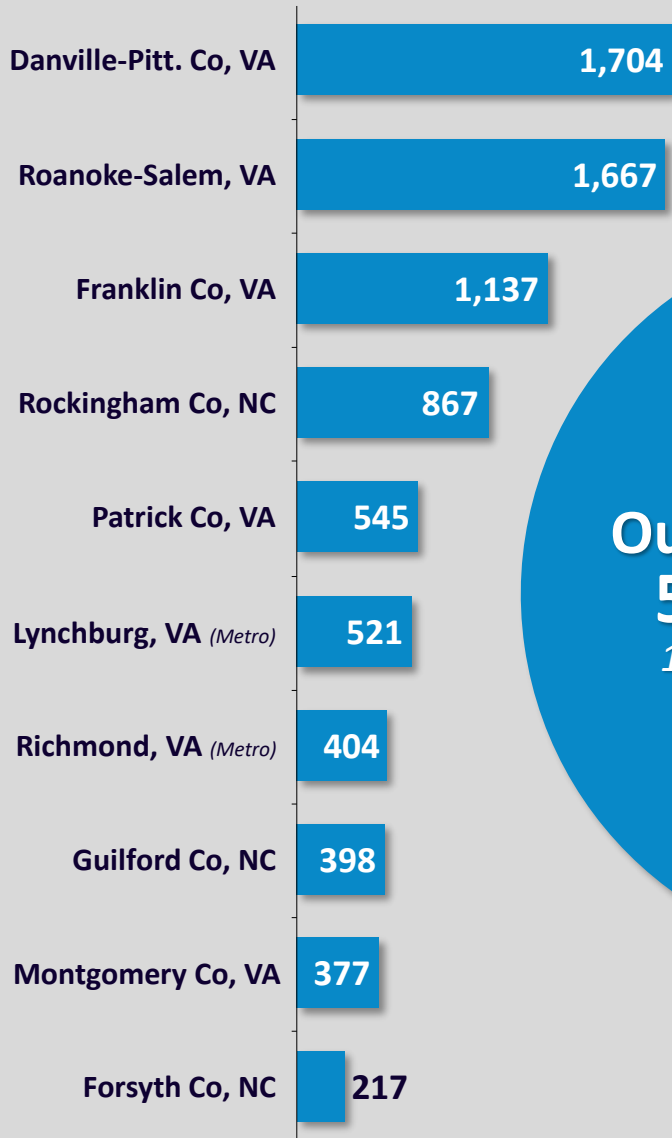 Danville-Pitt. Co, VA 1,704
Roanoke-Salem, VA 1,667
Franklin Co, VA 1,137
Rockingham Co, NC 867
Patrick Co, VA 545
Lynchburg, VA (Metro) 521
Richmond, VA (Metro) 404
Guilford Co, NC 398
Montgomery Co, VA 377
Forsyth Co, NC 217